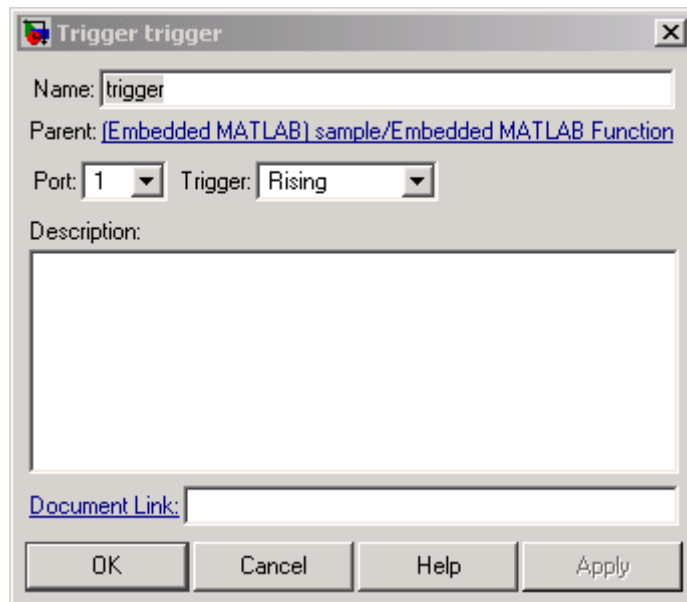 Trigger trigger
Name: trigger
Parent: (Embedded MATLAB) sample/Embedded MATLAB Function
Port: 1 Trigger: Rising
Description:
Document Link:
OK Cancel Help Apply